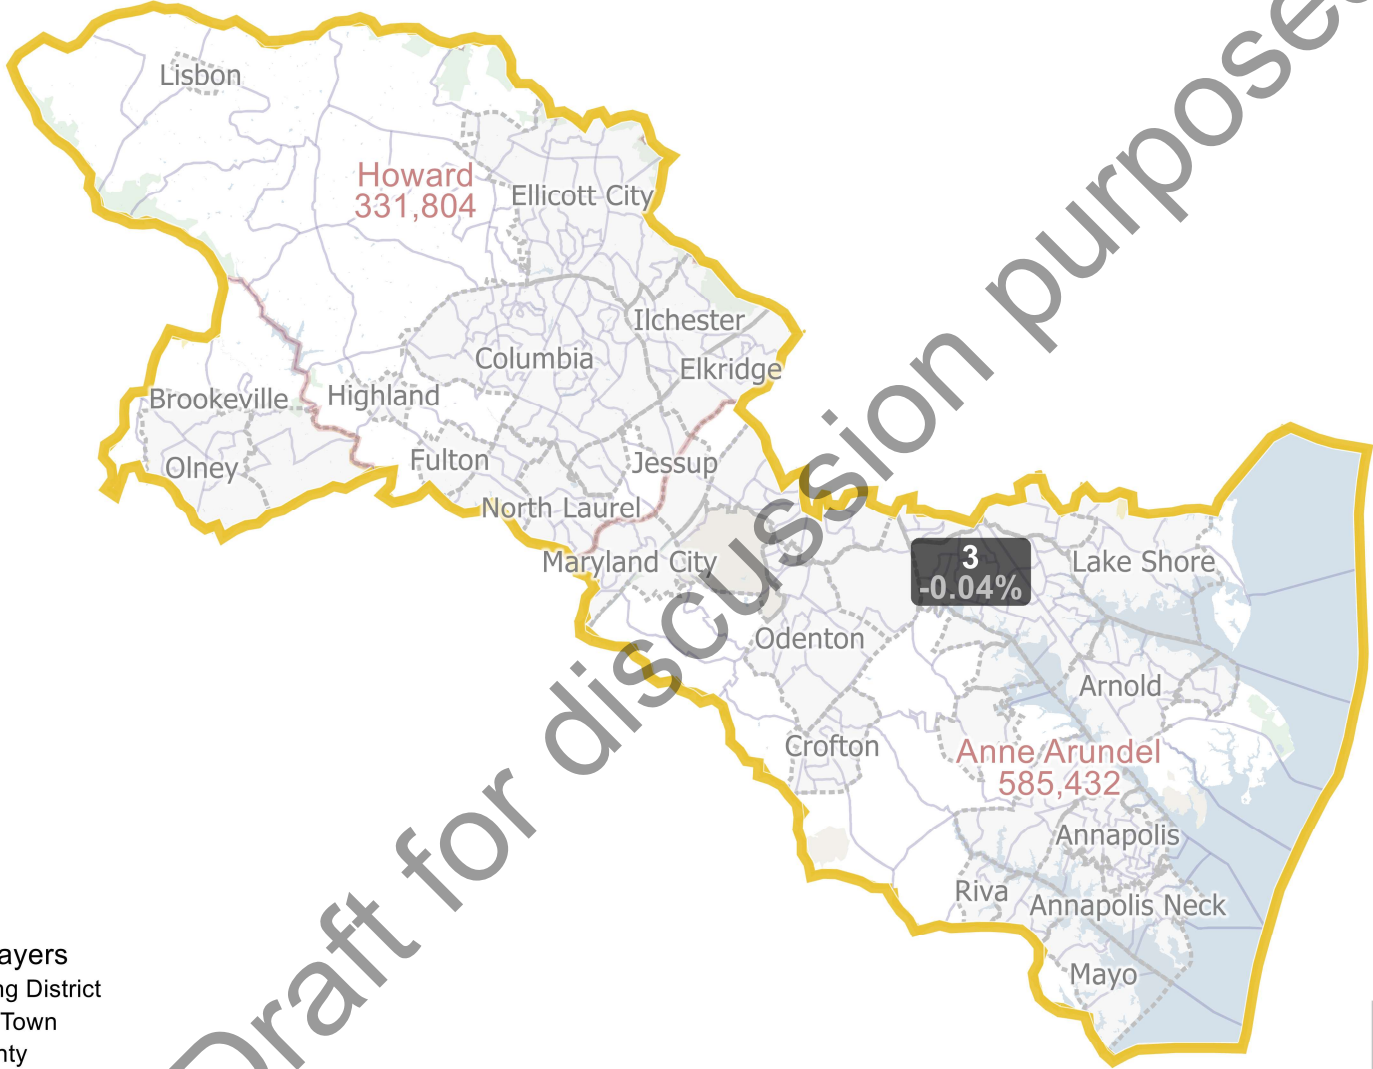 Lisbon
Howard
331,804
Ellicott City
Ilchester
Columbia
Elkridge
Brookeville
Highland
Olney
Fulton
Jessup
North Laurel
Maryland City
3
-0.04%
Lake Shore
Odenton
Arnold
Crofton
Anne Arundel
585,432
Annapolis
Riva
Annapolis Neck
Mayo
Draft for discussion purposes
ayers
ng District
Town
nty